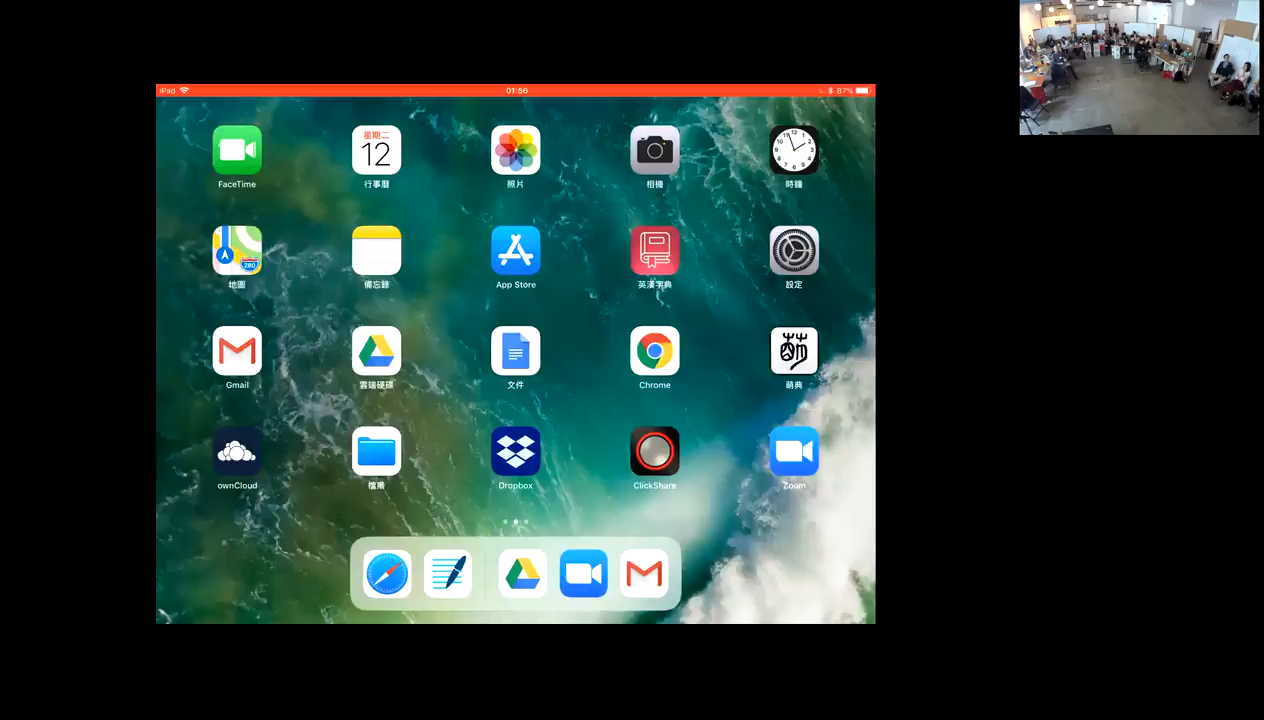 iPad 01:56 87%
星期二
12
FaceTime 行事曆 照片 相機 時鐘
280
地圖 備忘錄 App Store 英漢字典 設定
萌
Gmail 雲端硬碟 文件 Chrome 萌典
ownCloud 檔案 Dropbox ClickShare Zoom